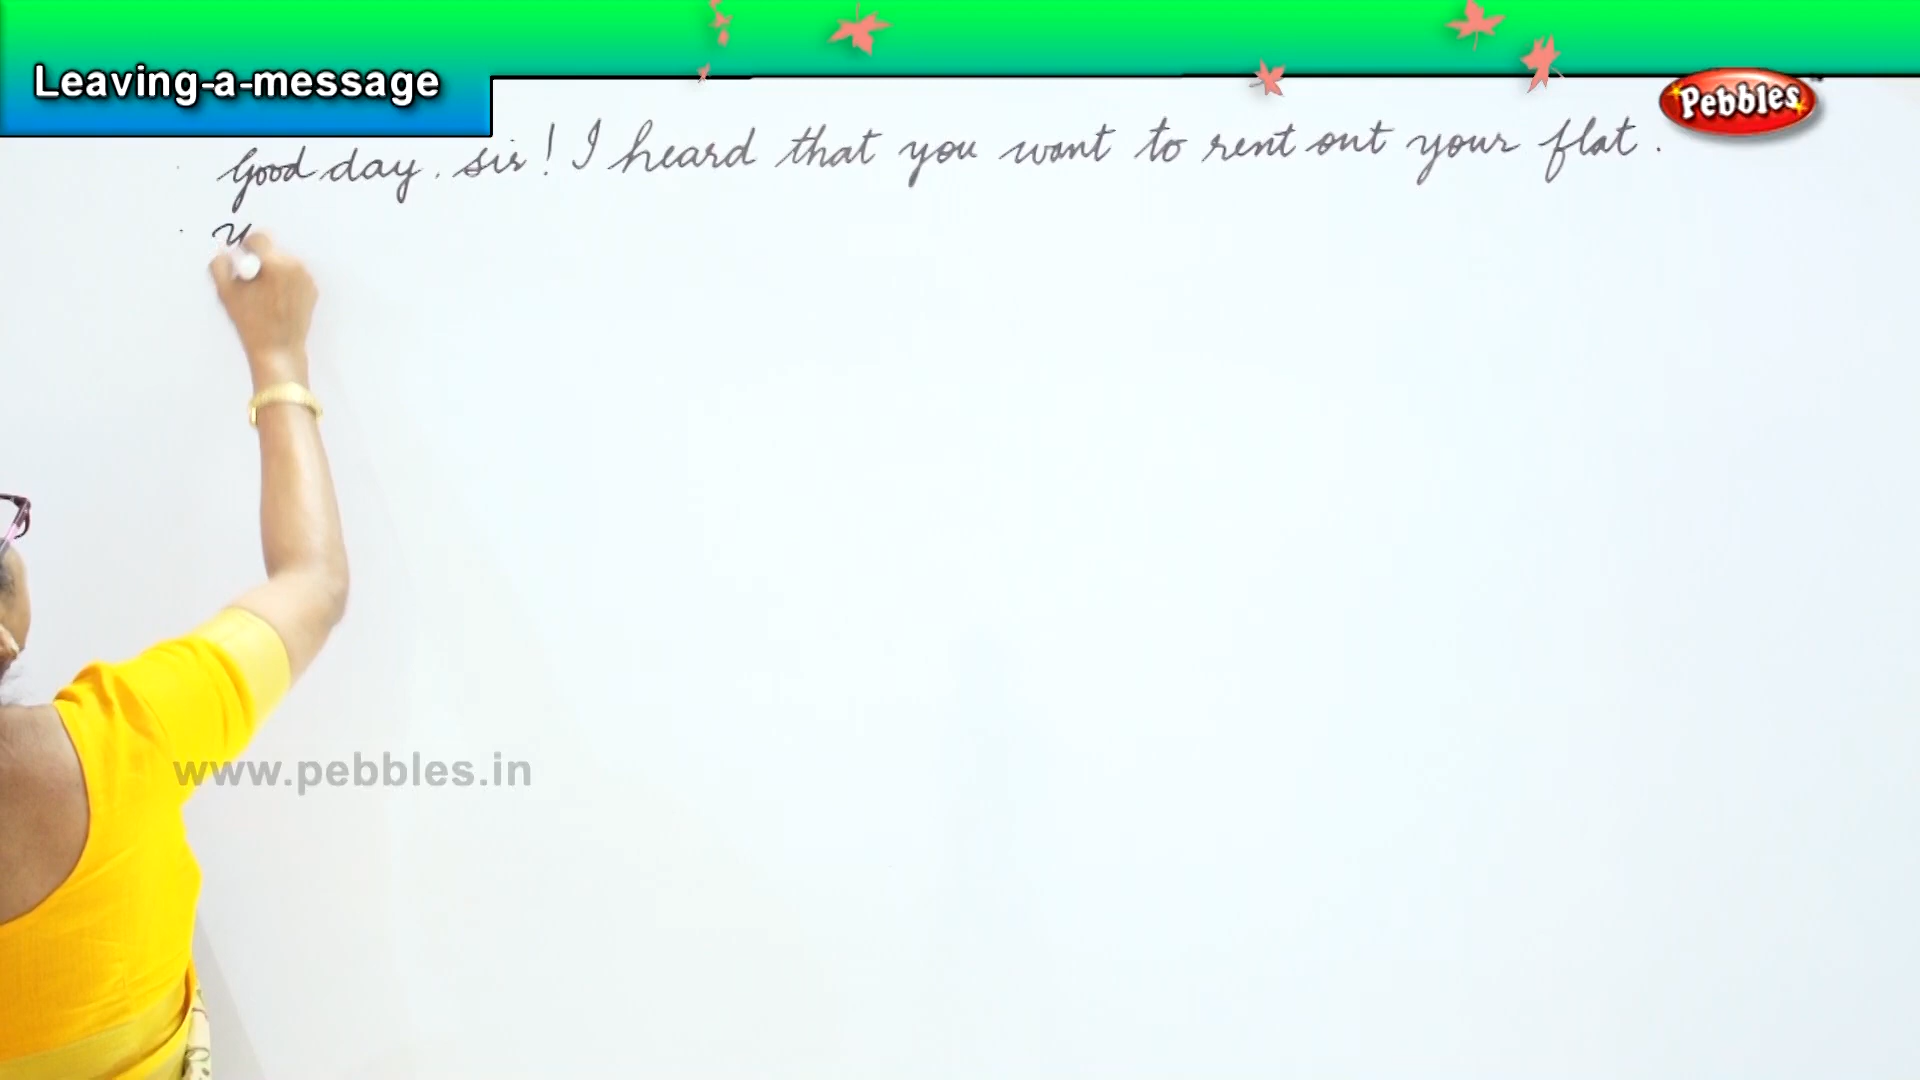 Leaving-a-message
Pebbles
Good day. sir! I heard that you want to rent out your flat.
www.pebbles.in